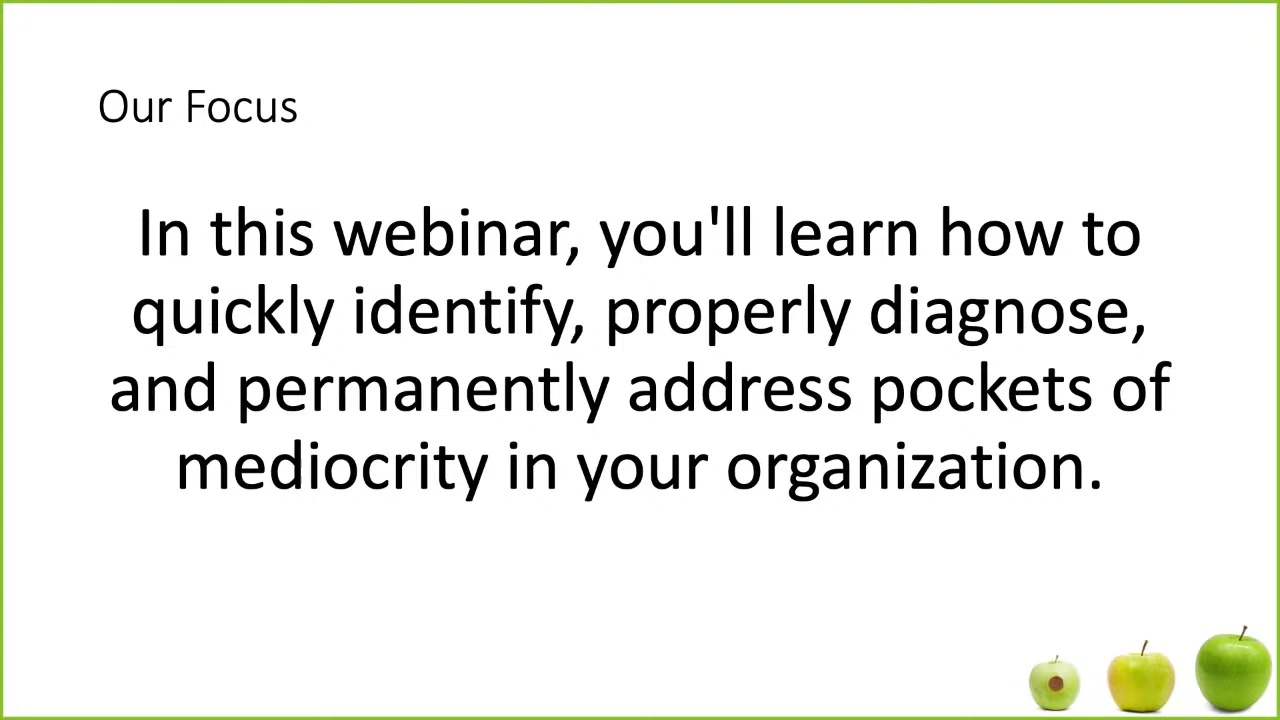 Our Focus
In this webinar, you'll learn how to
quickly identify, properly diagnose,
and permanently address pockets of
mediocrity in your organization.